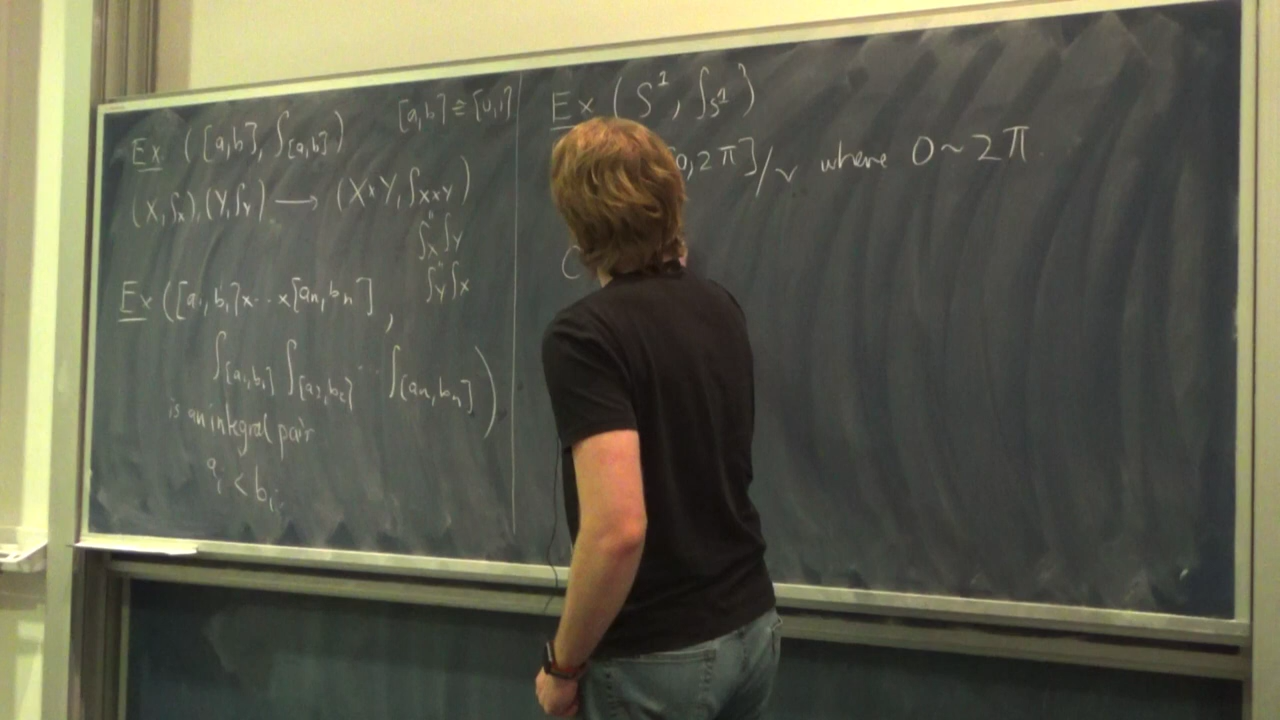 Ex ([a,b], ∫[a,b])
[a,b] ≅ [0,1]
(X,∫X),(Y,∫Y) ⟶ (X×Y,∫X×Y)
"
∫X∫Y
"
∫Y∫X
Ex ([a₁,b₁]×···×[aₙ,bₙ],
∫[a₁,b₁] ∫[a₂,b₂] ··· ∫[aₙ,bₙ])
is an integral pair
aᵢ < bᵢ.
Ex (S¹, ∫S¹)
[0,2π]/~ where 0~2π.
C